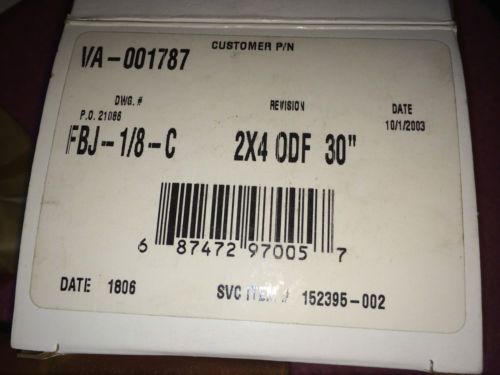 CUSTOMER P/N
VA-001787
DWG. # REVISION DATE
P.O. 21086 10/1/2003
FBJ-1/8-C 2X4 ODF 30"
6 87472 97005 7
DATE 1806 SVC ITEM # 152395-002